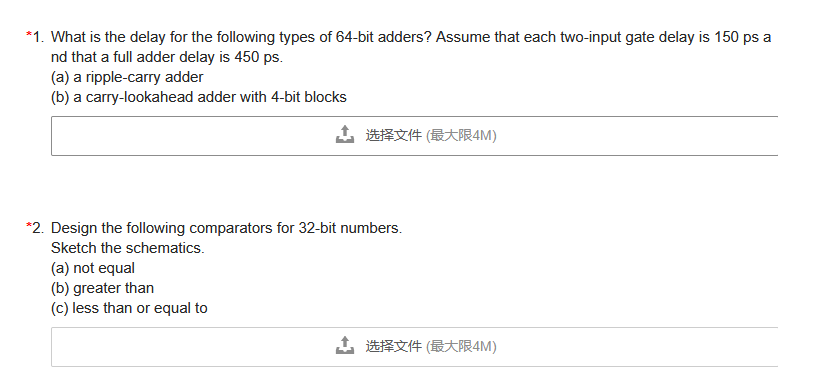 *1. What is the delay for the following types of 64-bit adders? Assume that each two-input gate delay is 150 ps a
nd that a full adder delay is 450 ps.
(a) a ripple-carry adder
(b) a carry-lookahead adder with 4-bit blocks
选择文件 (最大限4M)
*2. Design the following comparators for 32-bit numbers.
Sketch the schematics.
(a) not equal
(b) greater than
(c) less than or equal to
选择文件 (最大限4M)